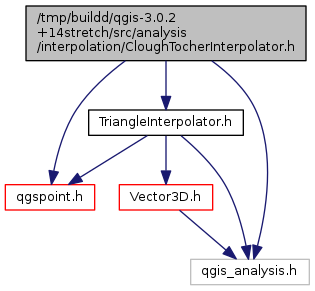 /tmp/buildd/qgis-3.0.2
+14stretch/src/analysis
/interpolation/CloughTocherInterpolator.h
TriangleInterpolator.h
qgspoint.h
Vector3D.h
qgis_analysis.h